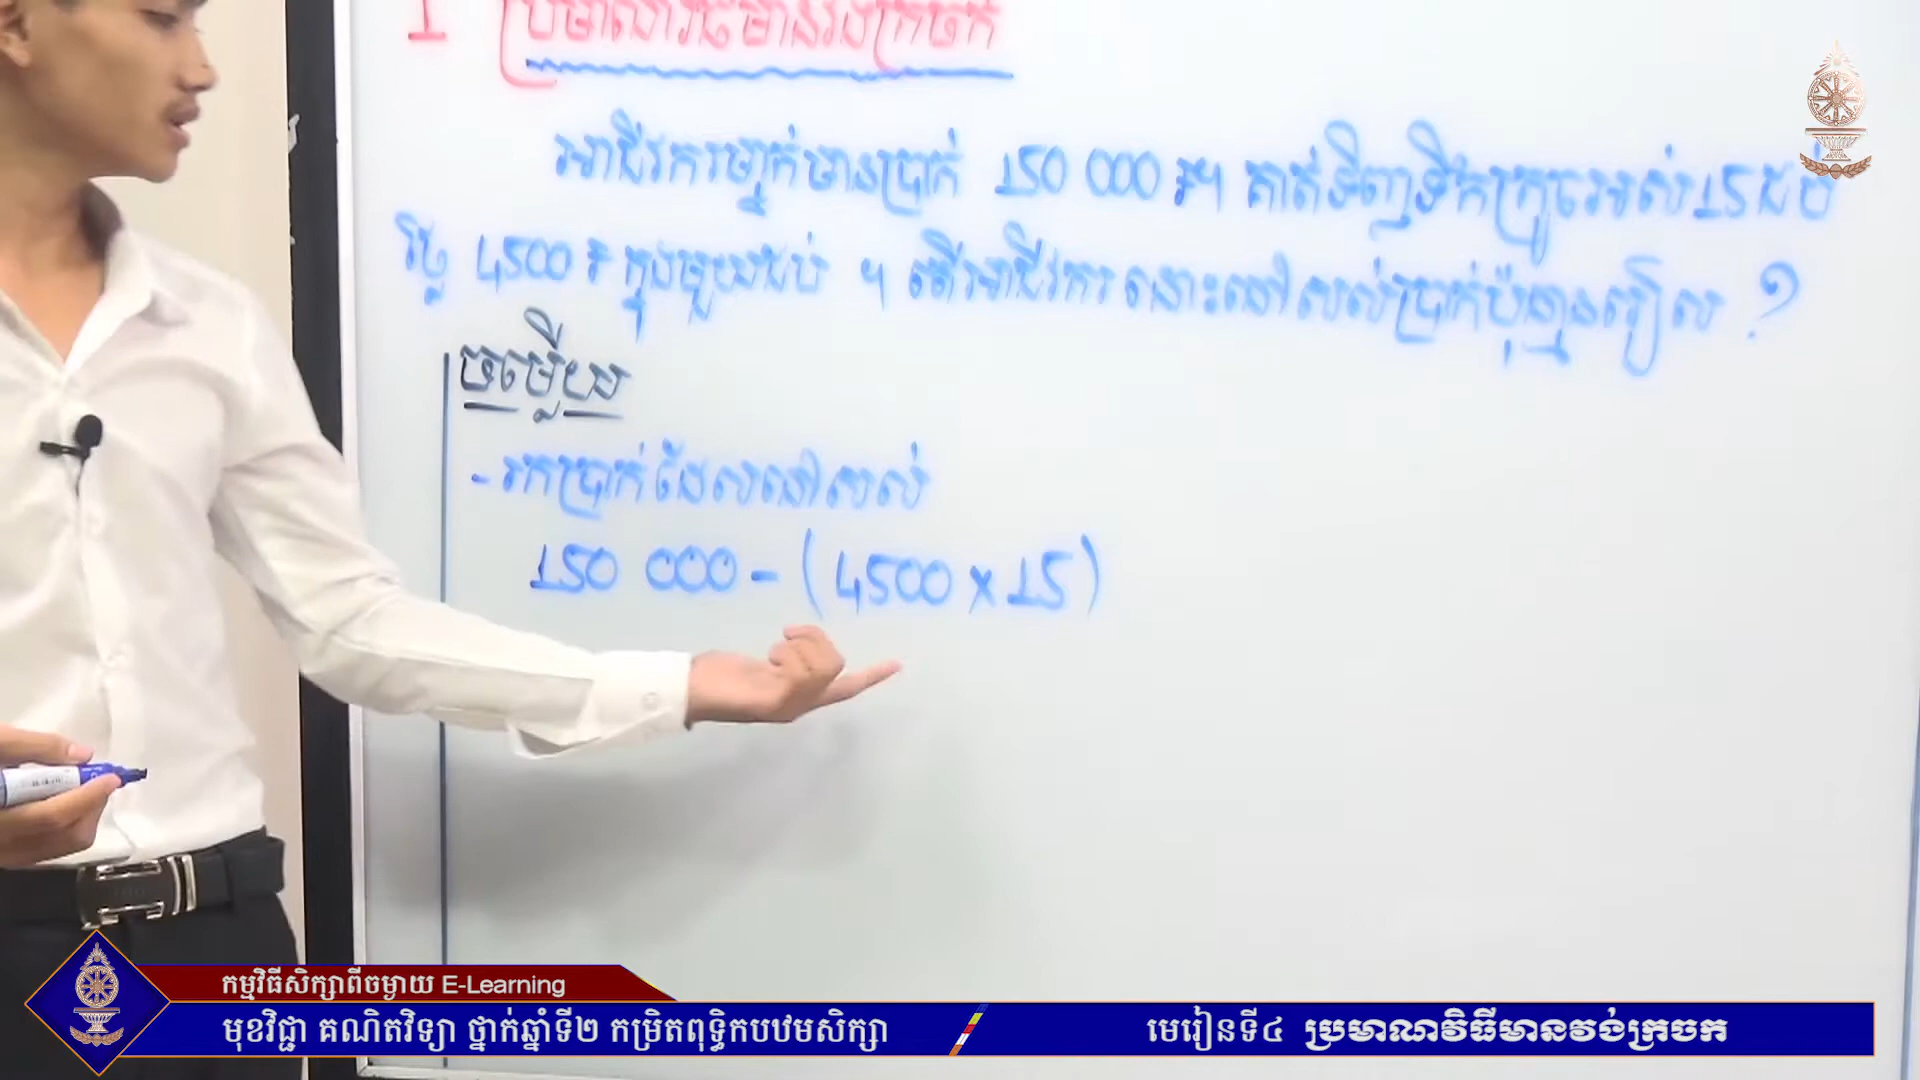 I ប្រមាណវិធីមានវង់ក្រចក
អាជីវករម្នាក់មានប្រាក់ 150 000 ៛។ គាត់ទិញទឹកក្រូចអស់ 15 ដប់
ថ្លៃ 4500 ៛ ក្នុងមួយដប់ ។ តើអាជីវករនោះនៅសល់ប្រាក់ប៉ុន្មានរៀល ?
ចម្លើយ
- រកប្រាក់ដែលនៅសល់
150 000 - (4500 x 15)
កម្មវិធីសិក្សាពីចម្ងាយ E-Learning
មុខវិជ្ជា គណិតវិទ្យា ថ្នាក់ឆ្នាំទី២ កម្រិតពុទ្ធិកបឋមសិក្សា
មេរៀនទី៤ ប្រមាណវិធីមានវង់ក្រចក